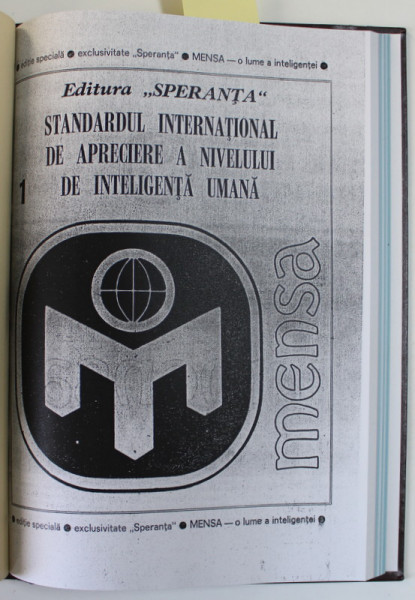 ediție specială ● exclusivitate „Speranța“ ● MENSA — o lume a inteligenței ●
Editura „SPERANȚA“
STANDARDUL INTERNAȚIONAL
DE APRECIERE A NIVELULUI
DE INTELIGENȚĂ UMANĂ
1
mensa
● ediție specială ● exclusivitate „Speranța“ ● MENSA — o lume a inteligenței ●